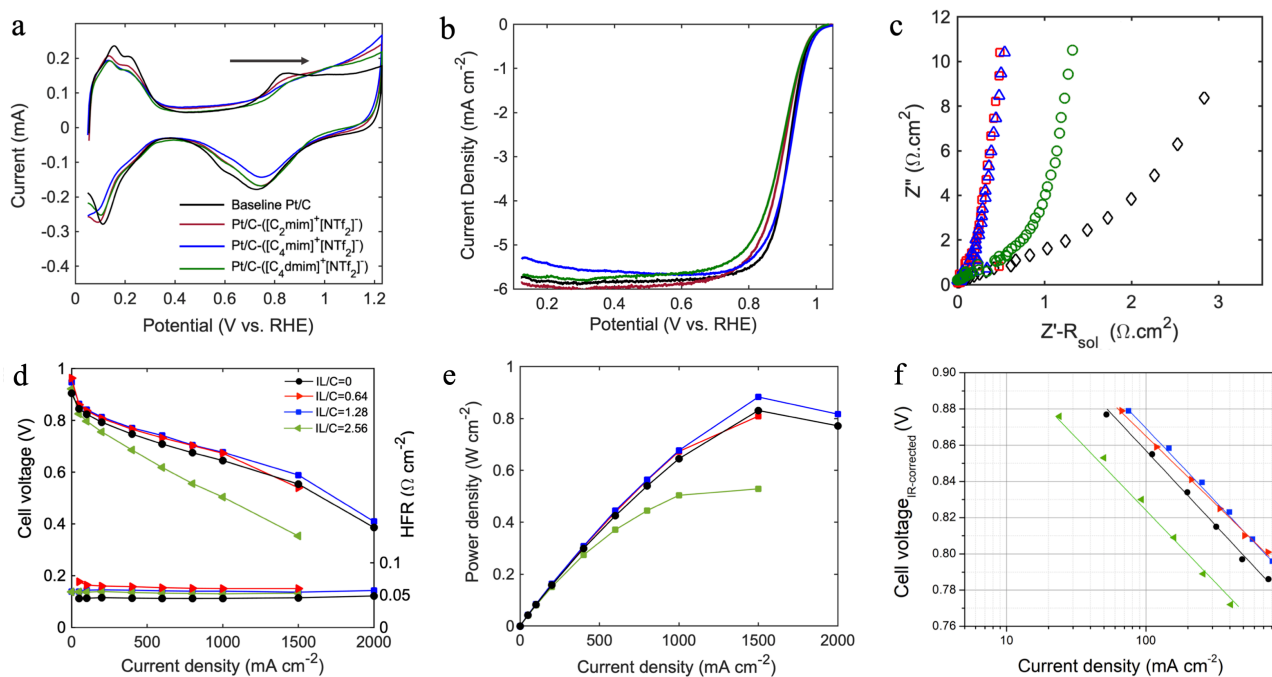 a
Current (mA)
0.4
0.2
0
-0.1
-0.2
-0.3
-0.4
0 0.2 0.4 0.6 0.8 1 1.2
Potential (V vs. RHE)
Baseline Pt/C
Pt/C-([C2mim]+[NTf2]-)
Pt/C-([C4mim]+[NTf2]-)
Pt/C-([C4dmim]+[NTf2]-)
b
Current Density (mA cm-2)
0
-1
-2
-3
-4
-5
-6
0.2 0.4 0.6 0.8 1
Potential (V vs. RHE)
c
Z" (Ω.cm2)
12
10
8
6
4
2
0
0 1 2 3
Z'-Rsol (Ω.cm2)
d
Cell voltage (V)
1
0.8
0.6
0.4
0.2
0
IL/C=0
IL/C=0.64
IL/C=1.28
IL/C=2.56
HFR (Ω cm-2)
0.1
0.05
0
0 500 1000 1500 2000
Current density (mA cm-2)
e
Power density (W cm-2)
1
0.8
0.6
0.4
0.2
0
0 500 1000 1500 2000
Current density (mA cm-2)
f
Cell voltageIR-corrected (V)
0.90
0.88
0.86
0.84
0.82
0.80
0.78
0.76
10 100
Current density (mA cm-2)